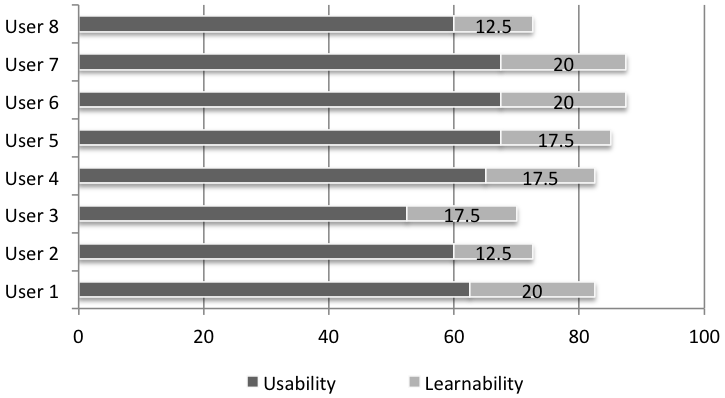 User 8 12.5
User 7 20
User 6 20
User 5 17.5
User 4 17.5
User 3 17.5
User 2 12.5
User 1 20
0 20 40 60 80 100
Usability Learnability